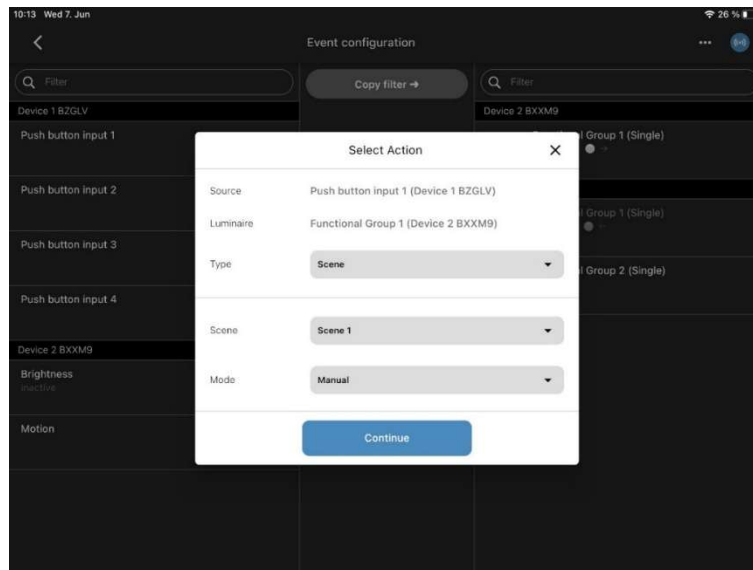 10:13 Wed 7. Jun
26 %
Event configuration
Filter
Copy filter →
Filter
Device 1 BZGLV
Device 2 BXXM9
Push button input 1
Push button input 2
Push button input 3
Push button input 4
Device 2 BXXM9
Brightness
inactive
Motion
Group 1 (Single)
Group 1 (Single)
Group 2 (Single)
Select Action
Source Push button input 1 (Device 1 BZGLV)
Luminaire Functional Group 1 (Device 2 BXXM9)
Type Scene
Scene Scene 1
Mode Manual
Continue